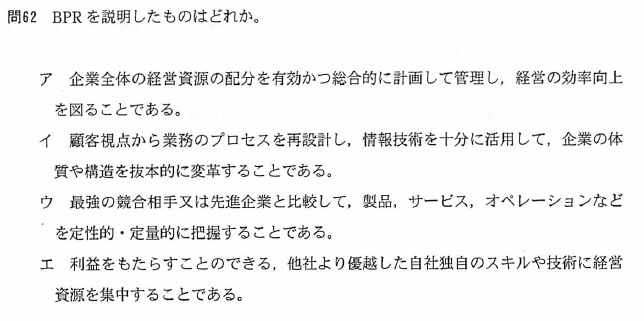 問62　BPRを説明したものはどれか。
ア　企業全体の経営資源の配分を有効かつ総合的に計画して管理し，経営の効率向上
を図ることである。
イ　顧客視点から業務のプロセスを再設計し，情報技術を十分に活用して，企業の体
質や構造を抜本的に変革することである。
ウ　最強の競合相手又は先進企業と比較して，製品，サービス，オペレーションなど
を定性的・定量的に把握することである。
エ　利益をもたらすことのできる，他社より優越した自社独自のスキルや技術に経営
資源を集中することである。